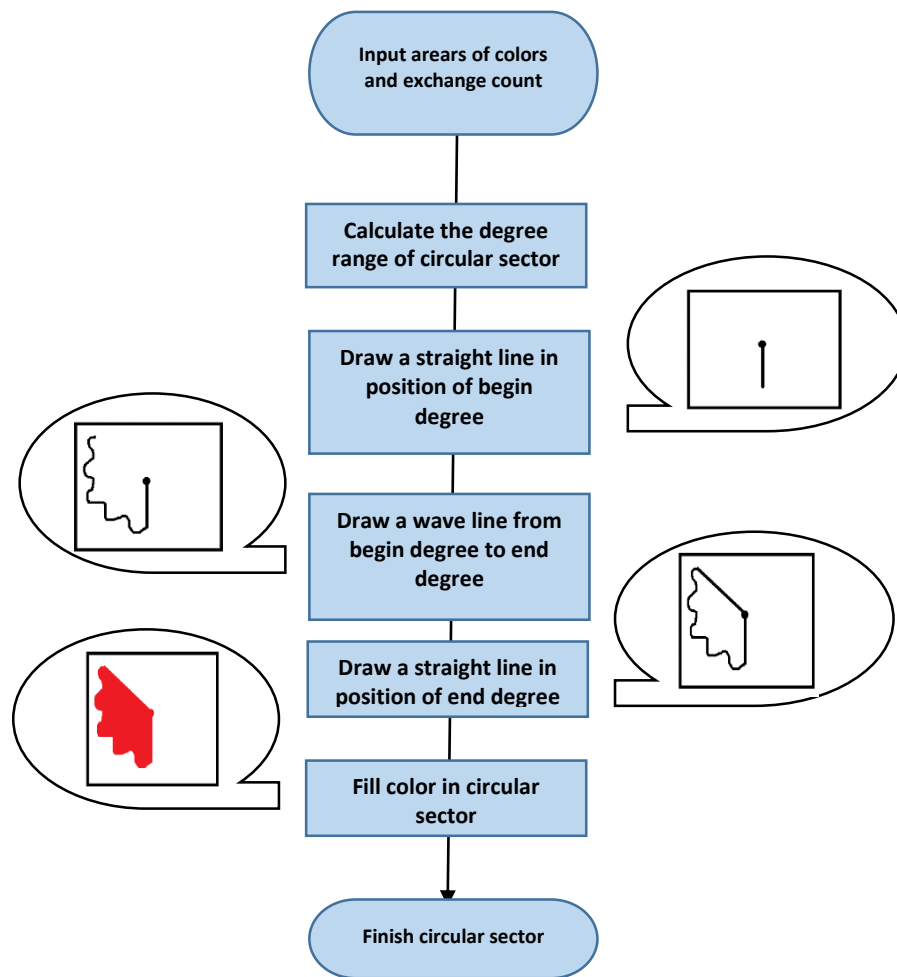 Input arears of colors
and exchange count
Calculate the degree
range of circular sector
Draw a straight line in
position of begin
degree
Draw a wave line from
begin degree to end
degree
Draw a straight line in
position of end degree
Fill color in circular
sector
Finish circular sector